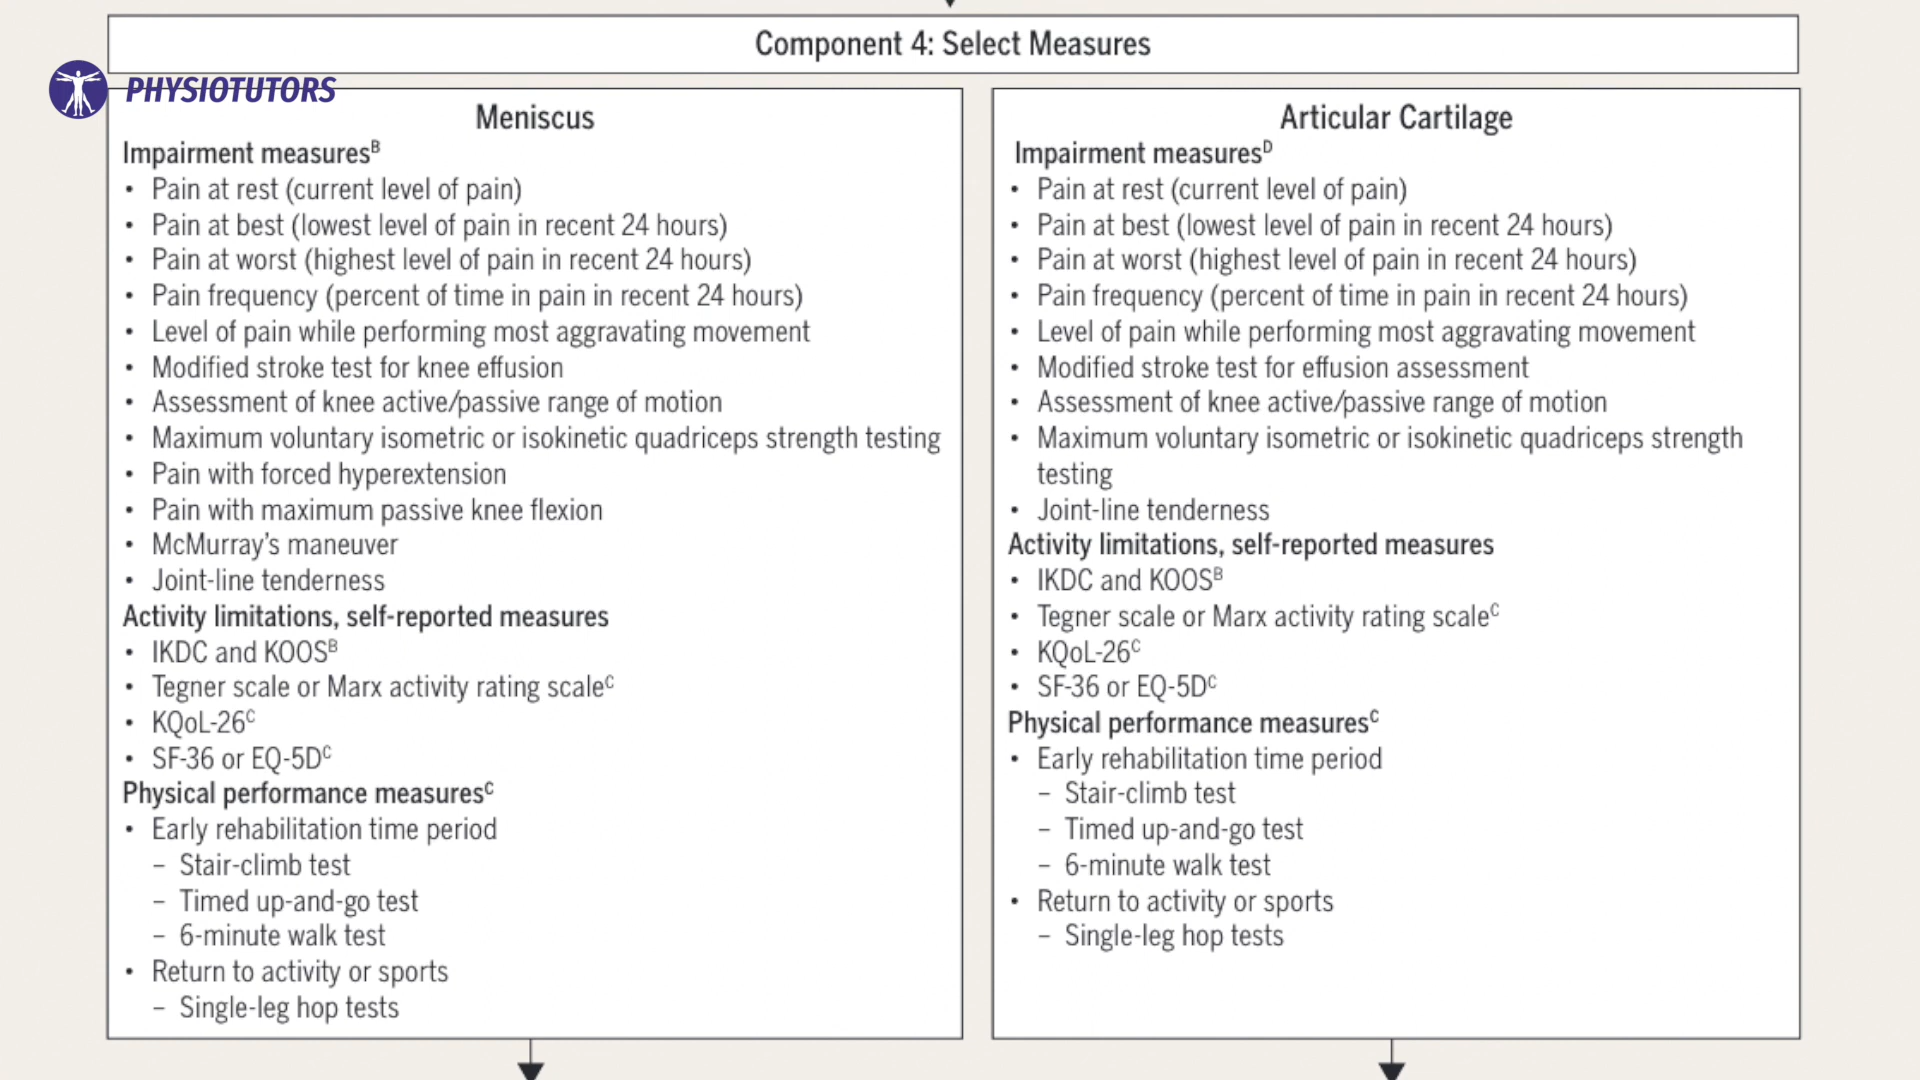 Component 4: Select Measures
PHYSIOTUTORS
Meniscus
Impairment measuresᴮ
• Pain at rest (current level of pain)
• Pain at best (lowest level of pain in recent 24 hours)
• Pain at worst (highest level of pain in recent 24 hours)
• Pain frequency (percent of time in pain in recent 24 hours)
• Level of pain while performing most aggravating movement
• Modified stroke test for knee effusion
• Assessment of knee active/passive range of motion
• Maximum voluntary isometric or isokinetic quadriceps strength testing
• Pain with forced hyperextension
• Pain with maximum passive knee flexion
• McMurray’s maneuver
• Joint-line tenderness
Activity limitations, self-reported measures
• IKDC and KOOSᴮ
• Tegner scale or Marx activity rating scaleᶜ
• KQoL-26ᶜ
• SF-36 or EQ-5Dᶜ
Physical performance measuresᶜ
• Early rehabilitation time period
– Stair-climb test
– Timed up-and-go test
– 6-minute walk test
• Return to activity or sports
– Single-leg hop tests
Articular Cartilage
Impairment measuresᴰ
• Pain at rest (current level of pain)
• Pain at best (lowest level of pain in recent 24 hours)
• Pain at worst (highest level of pain in recent 24 hours)
• Pain frequency (percent of time in pain in recent 24 hours)
• Level of pain while performing most aggravating movement
• Modified stroke test for effusion assessment
• Assessment of knee active/passive range of motion
• Maximum voluntary isometric or isokinetic quadriceps strength
testing
• Joint-line tenderness
Activity limitations, self-reported measures
• IKDC and KOOSᴮ
• Tegner scale or Marx activity rating scaleᶜ
• KQoL-26ᶜ
• SF-36 or EQ-5Dᶜ
Physical performance measuresᶜ
• Early rehabilitation time period
– Stair-climb test
– Timed up-and-go test
– 6-minute walk test
• Return to activity or sports
– Single-leg hop tests